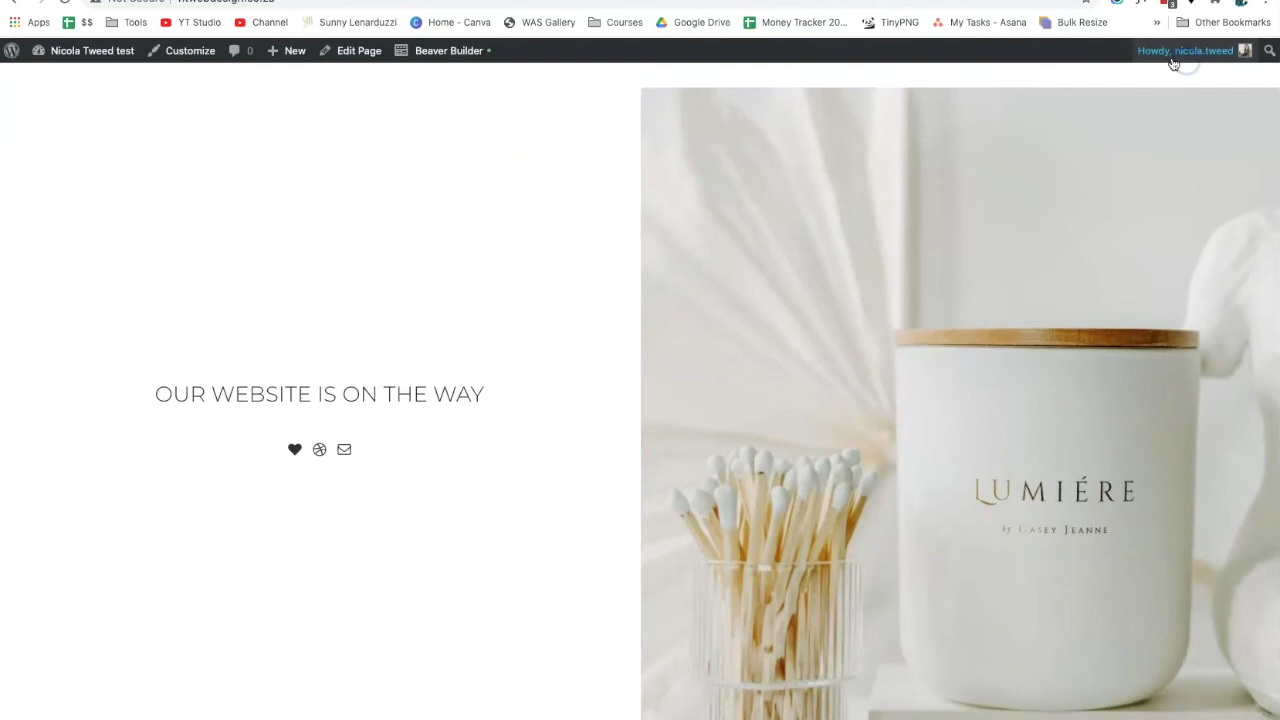 Apps $$ Tools YT Studio Channel Sunny Lenarduzzi Home - Canva WAS Gallery Courses Google Drive Money Tracker 20... TinyPNG My Tasks - Asana Bulk Resize » Other Bookmarks
Nicola Tweed test Customize 0 New Edit Page Beaver Builder Howdy, nicola.tweed
OUR WEBSITE IS ON THE WAY
LUMIÉRE
by CASEY JEANNE